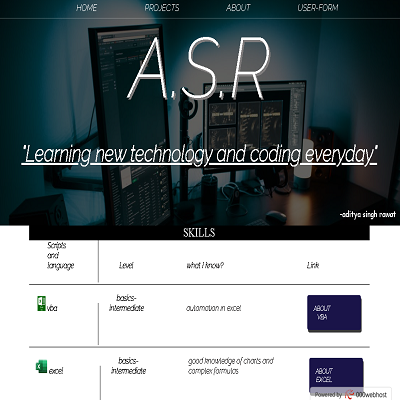 HOME PROJECTS ABOUT USER-FORM
A.S.R
"Learning new technology and coding everyday"
-aditya singh rawat
SKILLS
Scripts
and
language Level what I know? Link
vba basics-
intermediate automation in excel ABOUT
VBA
excel basics-
intermediate good knowledge of charts and
complex formulas ABOUT
EXCEL
Powered by 000webhost